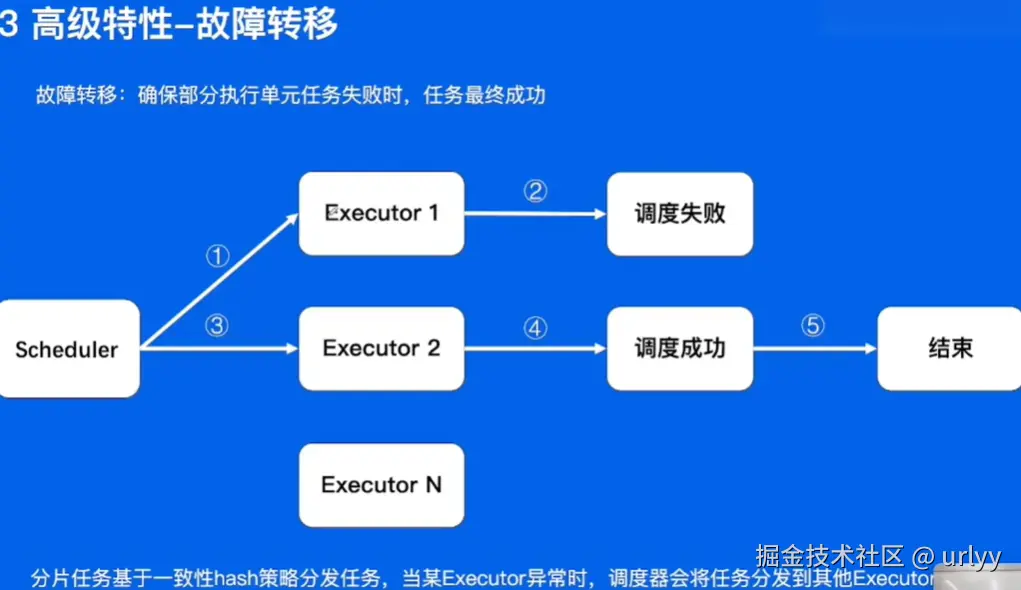 3 高级特性-故障转移
故障转移：确保部分执行单元任务失败时，任务最终成功
②
Executor 1
调度失败
①
③
④
⑤
Scheduler
Executor 2
调度成功
结束
Executor N
掘金技术社区 @ urlyy
分片任务基于一致性hash策略分发任务，当某Executor异常时，调度器会将任务分发到其他Executor